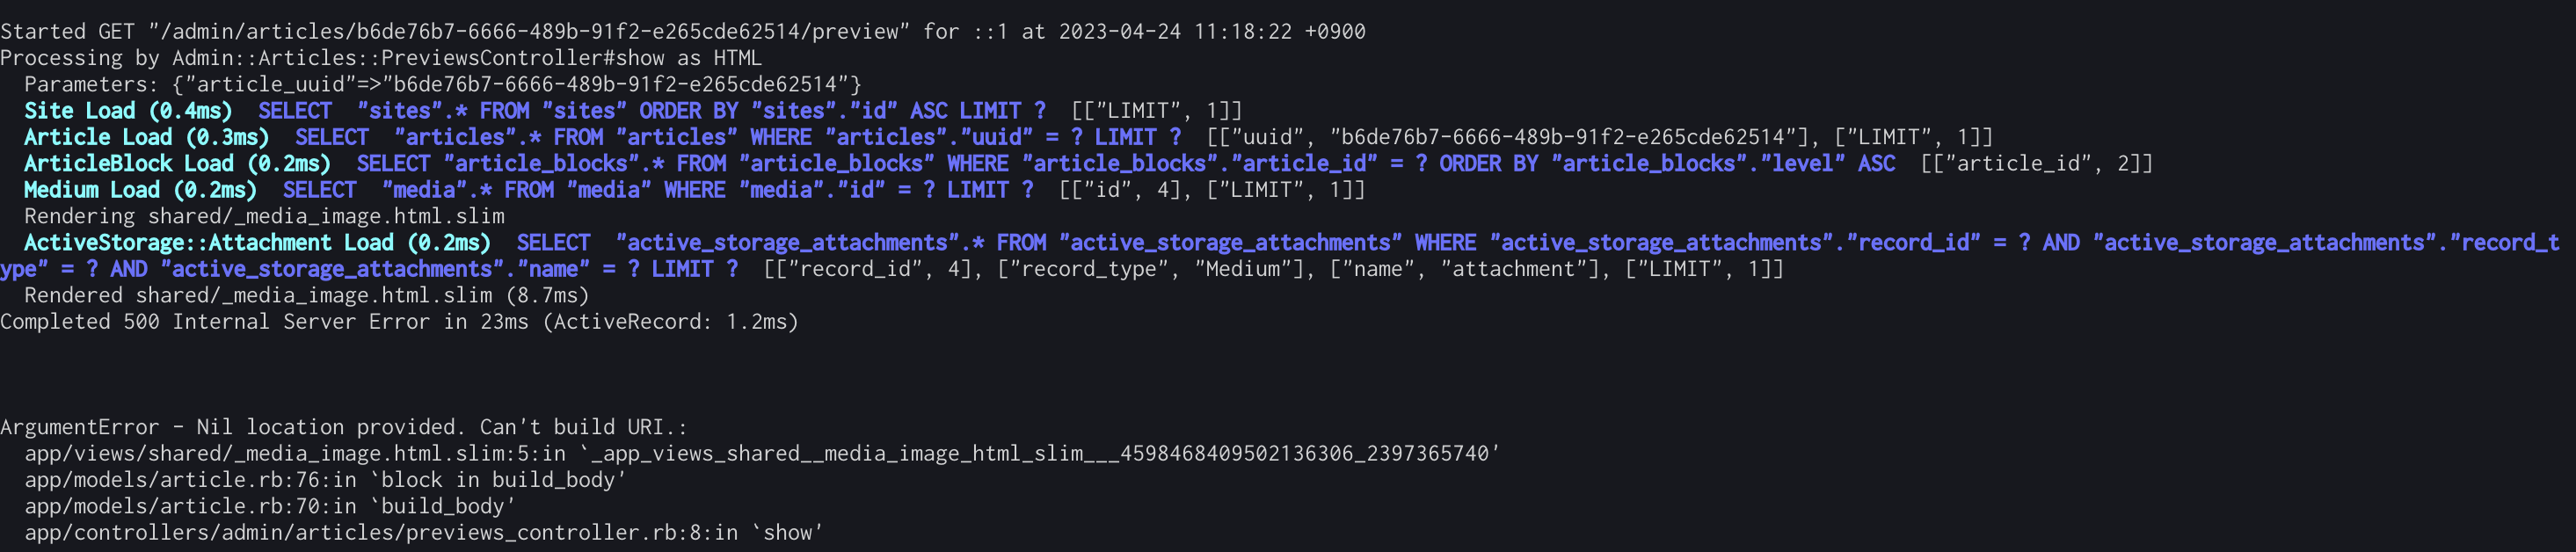 Started GET "/admin/articles/b6de76b7-6666-489b-91f2-e265cde62514/preview" for ::1 at 2023-04-24 11:18:22 +0900
Processing by Admin::Articles::PreviewsController#show as HTML
  Parameters: {"article_uuid"=>"b6de76b7-6666-489b-91f2-e265cde62514"}
  Site Load (0.4ms)  SELECT  "sites".* FROM "sites" ORDER BY "sites"."id" ASC LIMIT ?  [["LIMIT", 1]]
  Article Load (0.3ms)  SELECT  "articles".* FROM "articles" WHERE "articles"."uuid" = ? LIMIT ?  [["uuid", "b6de76b7-6666-489b-91f2-e265cde62514"], ["LIMIT", 1]]
  ArticleBlock Load (0.2ms)  SELECT "article_blocks".* FROM "article_blocks" WHERE "article_blocks"."article_id" = ? ORDER BY "article_blocks"."level" ASC  [["article_id", 2]]
  Medium Load (0.2ms)  SELECT  "media".* FROM "media" WHERE "media"."id" = ? LIMIT ?  [["id", 4], ["LIMIT", 1]]
  Rendering shared/_media_image.html.slim
  ActiveStorage::Attachment Load (0.2ms)  SELECT  "active_storage_attachments".* FROM "active_storage_attachments" WHERE "active_storage_attachments"."record_id" = ? AND "active_storage_attachments"."record_t
ype" = ? AND "active_storage_attachments"."name" = ? LIMIT ?  [["record_id", 4], ["record_type", "Medium"], ["name", "attachment"], ["LIMIT", 1]]
  Rendered shared/_media_image.html.slim (8.7ms)
Completed 500 Internal Server Error in 23ms (ActiveRecord: 1.2ms)
ArgumentError - Nil location provided. Can't build URI.:
  app/views/shared/_media_image.html.slim:5:in `_app_views_shared__media_image_html_slim___4598468409502136306_2397365740'
  app/models/article.rb:76:in `block in build_body'
  app/models/article.rb:70:in `build_body'
  app/controllers/admin/articles/previews_controller.rb:8:in `show'